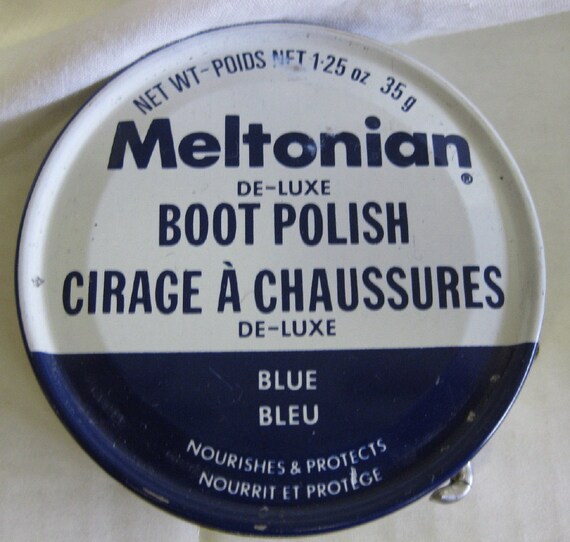 NET WT-POIDS NET 1·25 oz 35g
Meltonian®
DE-LUXE
BOOT POLISH
CIRAGE À CHAUSSURES
DE-LUXE
BLUE
BLEU
NOURISHES & PROTECTS
NOURRIT ET PROTÈGE